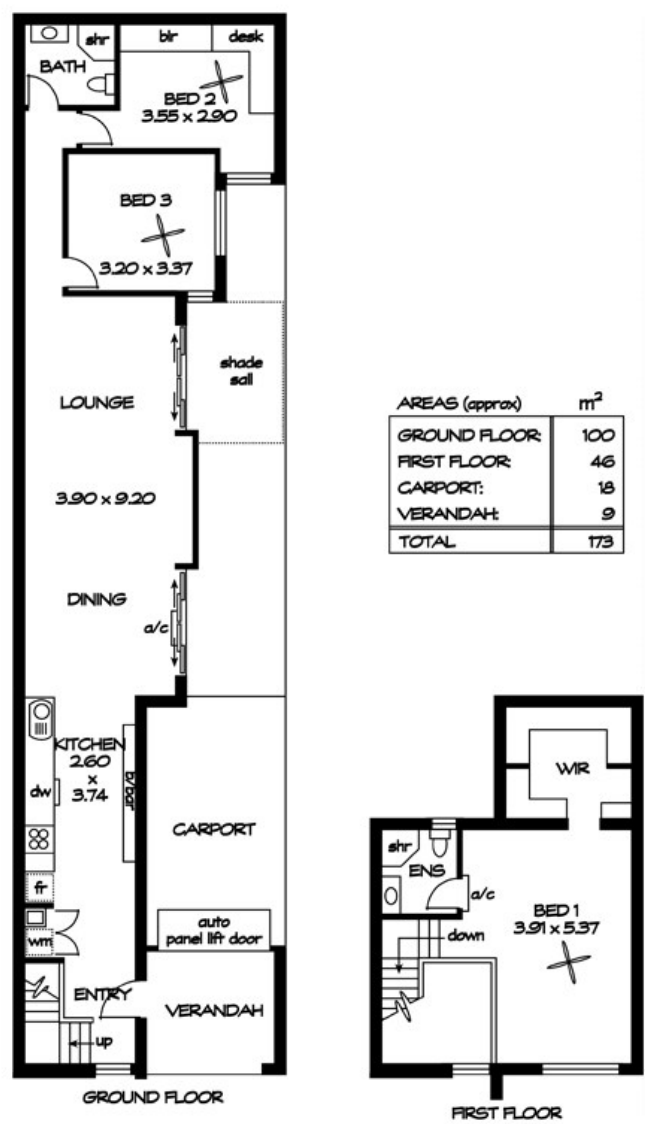 shr
bir
desk
BATH
BED 2
3.55 x 2.90
BED 3
3.20 x 3.37
shade
sail
LOUNGE
3.90 x 9.20
DINING
a/c
AREAS (approx) m²
GROUND FLOOR: 100
FIRST FLOOR: 46
CARPORT: 18
VERANDAH: 9
TOTAL 173
KITCHEN
2.60
x
3.74
dw
b/bar
CARPORT
fr
auto
panel lift door
wm
ENTRY
VERANDAH
up
GROUND FLOOR
WIR
shr
ENS
a/c
BED 1
3.91 x 5.37
down
FIRST FLOOR